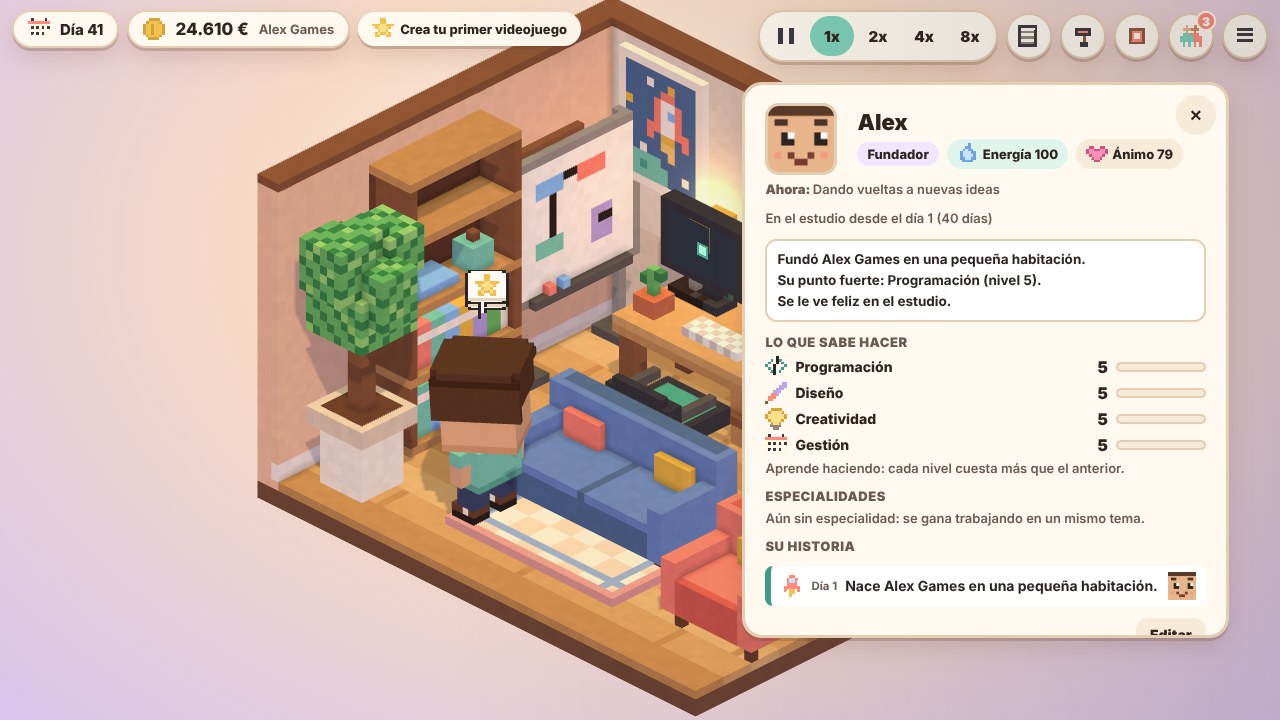 Día 41
24.610 €
Alex Games
Crea tu primer videojuego
1x
2x
4x
8x
3
Alex
Fundador
Energía 100
Ánimo 79
Ahora: Dando vueltas a nuevas ideas
En el estudio desde el día 1 (40 días)
Fundó Alex Games en una pequeña habitación.
Su punto fuerte: Programación (nivel 5).
Se le ve feliz en el estudio.
LO QUE SABE HACER
Programación 5
Diseño 5
Creatividad 5
Gestión 5
Aprende haciendo: cada nivel cuesta más que el anterior.
ESPECIALIDADES
Aún sin especialidad: se gana trabajando en un mismo tema.
SU HISTORIA
Día 1 Nace Alex Games en una pequeña habitación.
Editar